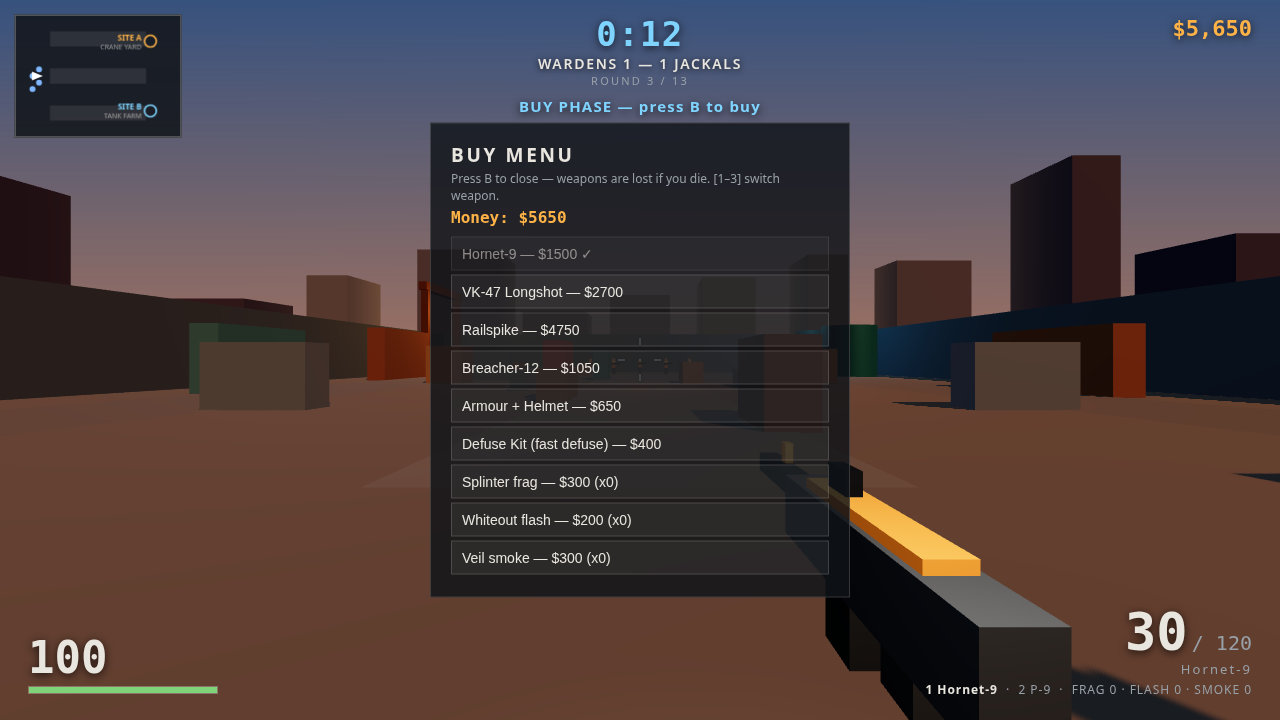 SITE A
CRANE YARD
SITE B
TANK FARM
0:12
WARDENS 1 — 1 JACKALS
ROUND 3 / 13
BUY PHASE — press B to buy
$5,650
BUY MENU
Press B to close — weapons are lost if you die. [1–3] switch
weapon.
Money: $5650
Hornet-9 — $1500 ✓
VK-47 Longshot — $2700
Railspike — $4750
Breacher-12 — $1050
Armour + Helmet — $650
Defuse Kit (fast defuse) — $400
Splinter frag — $300 (x0)
Whiteout flash — $200 (x0)
Veil smoke — $300 (x0)
100
30 / 120
Hornet-9
1 Hornet-9 · 2 P-9 · FRAG 0 · FLASH 0 · SMOKE 0